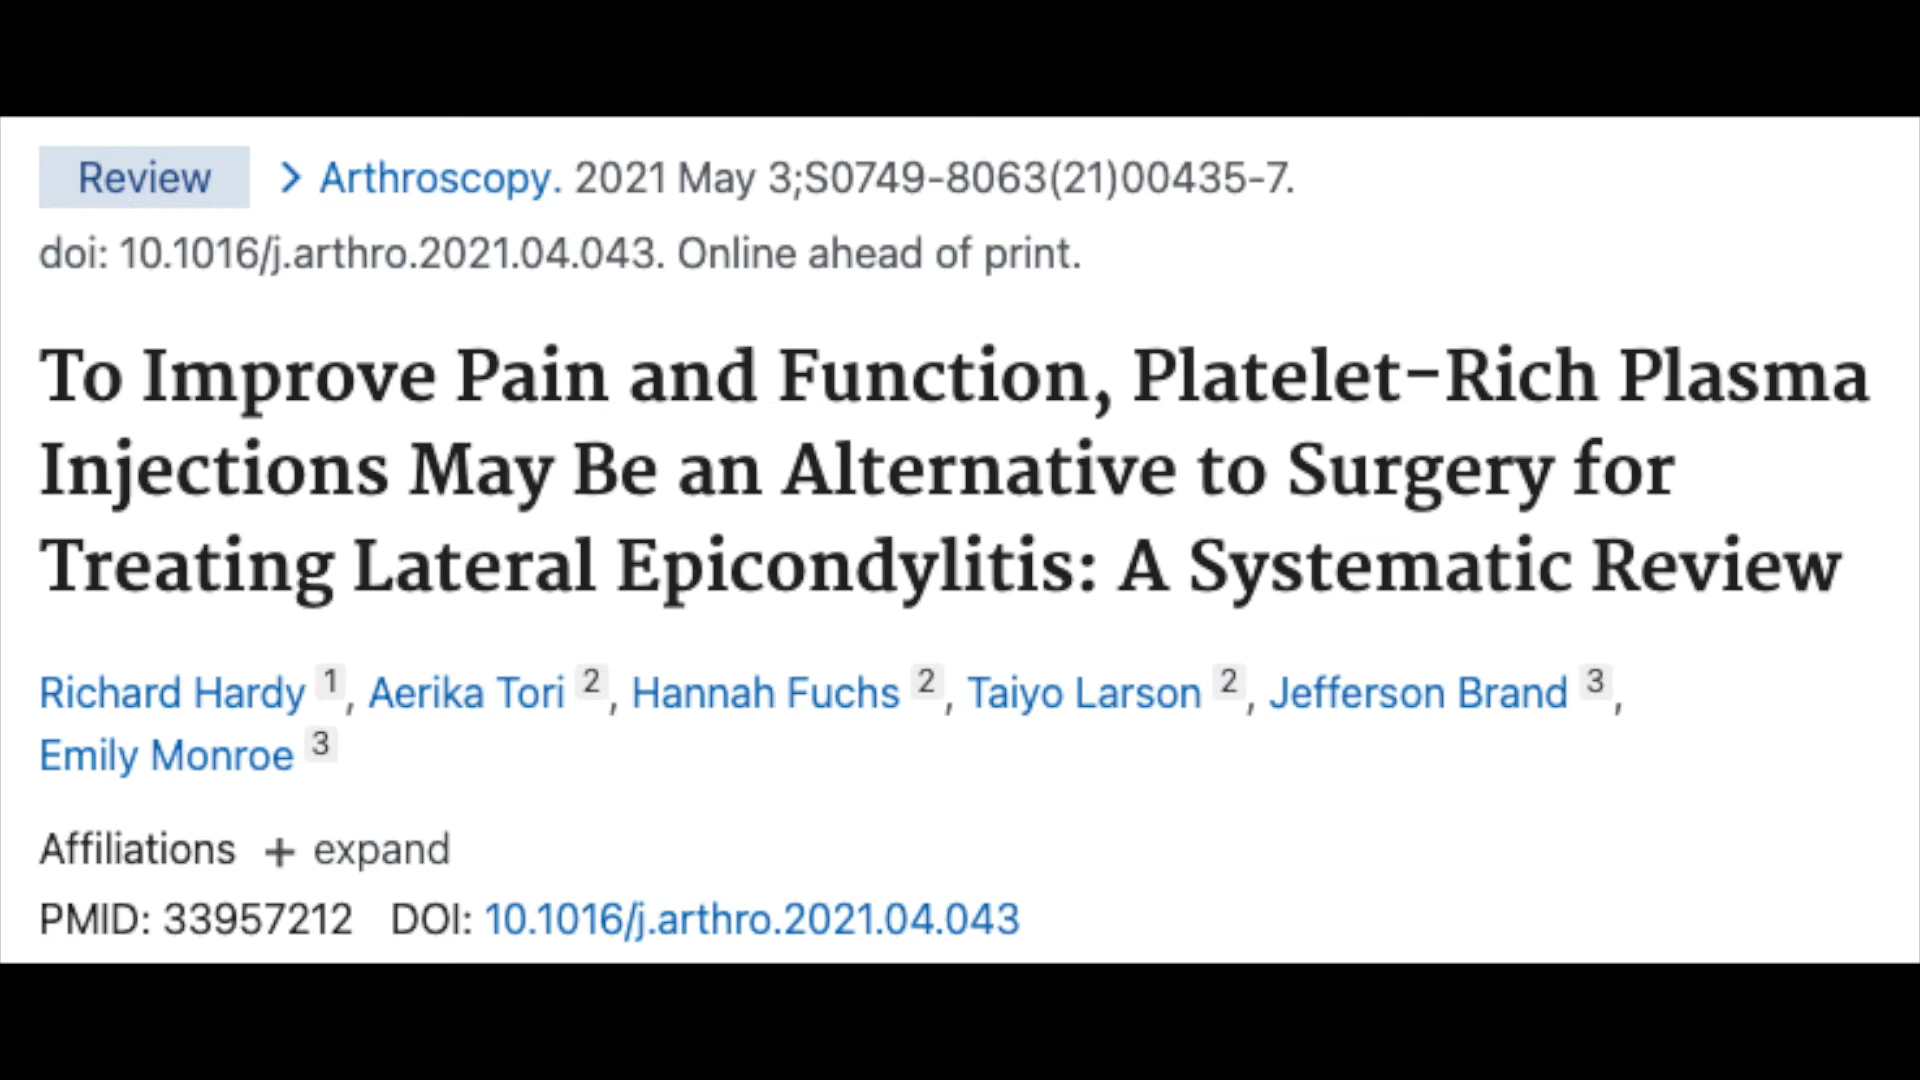 Review > Arthroscopy. 2021 May 3;S0749-8063(21)00435-7.
doi: 10.1016/j.arthro.2021.04.043. Online ahead of print.
To Improve Pain and Function, Platelet-Rich Plasma
Injections May Be an Alternative to Surgery for
Treating Lateral Epicondylitis: A Systematic Review
Richard Hardy 1, Aerika Tori 2, Hannah Fuchs 2, Taiyo Larson 2, Jefferson Brand 3,
Emily Monroe 3
Affiliations + expand
PMID: 33957212 DOI: 10.1016/j.arthro.2021.04.043